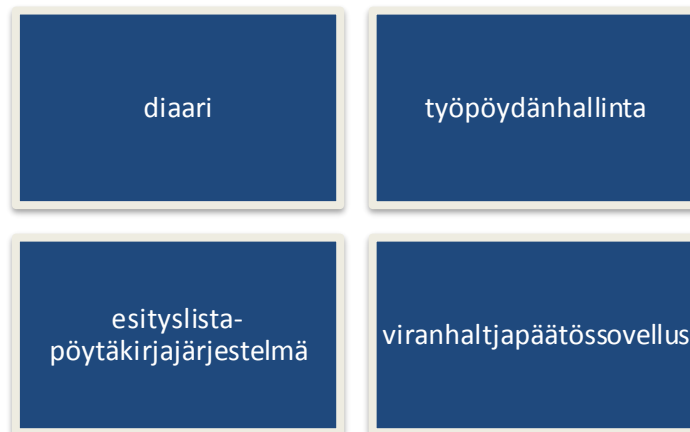 diaari
työpöydänhallinta
esityslista-
pöytäkirjajärjestelmä
viranhaltjapäätössovellus